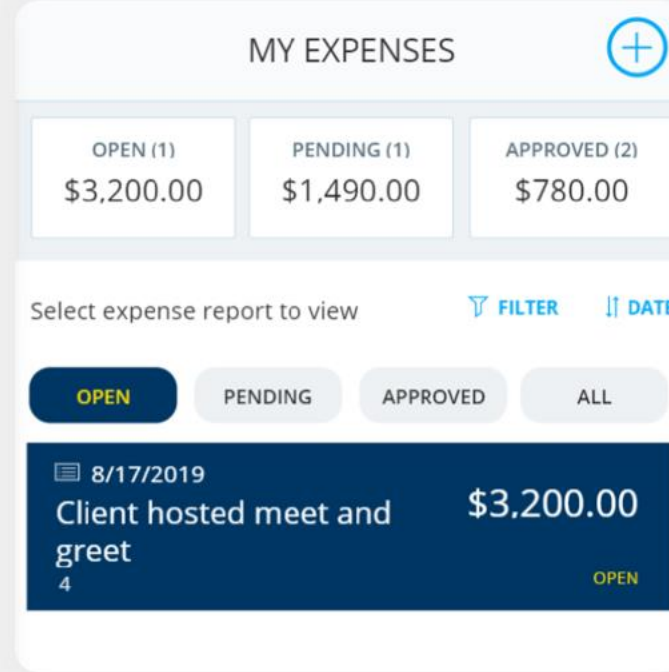 MY EXPENSES
OPEN (1)
$3,200.00
PENDING (1)
$1,490.00
APPROVED (2)
$780.00
Select expense report to view
FILTER
DATE
OPEN
PENDING
APPROVED
ALL
8/17/2019
Client hosted meet and
greet
4
$3,200.00
OPEN